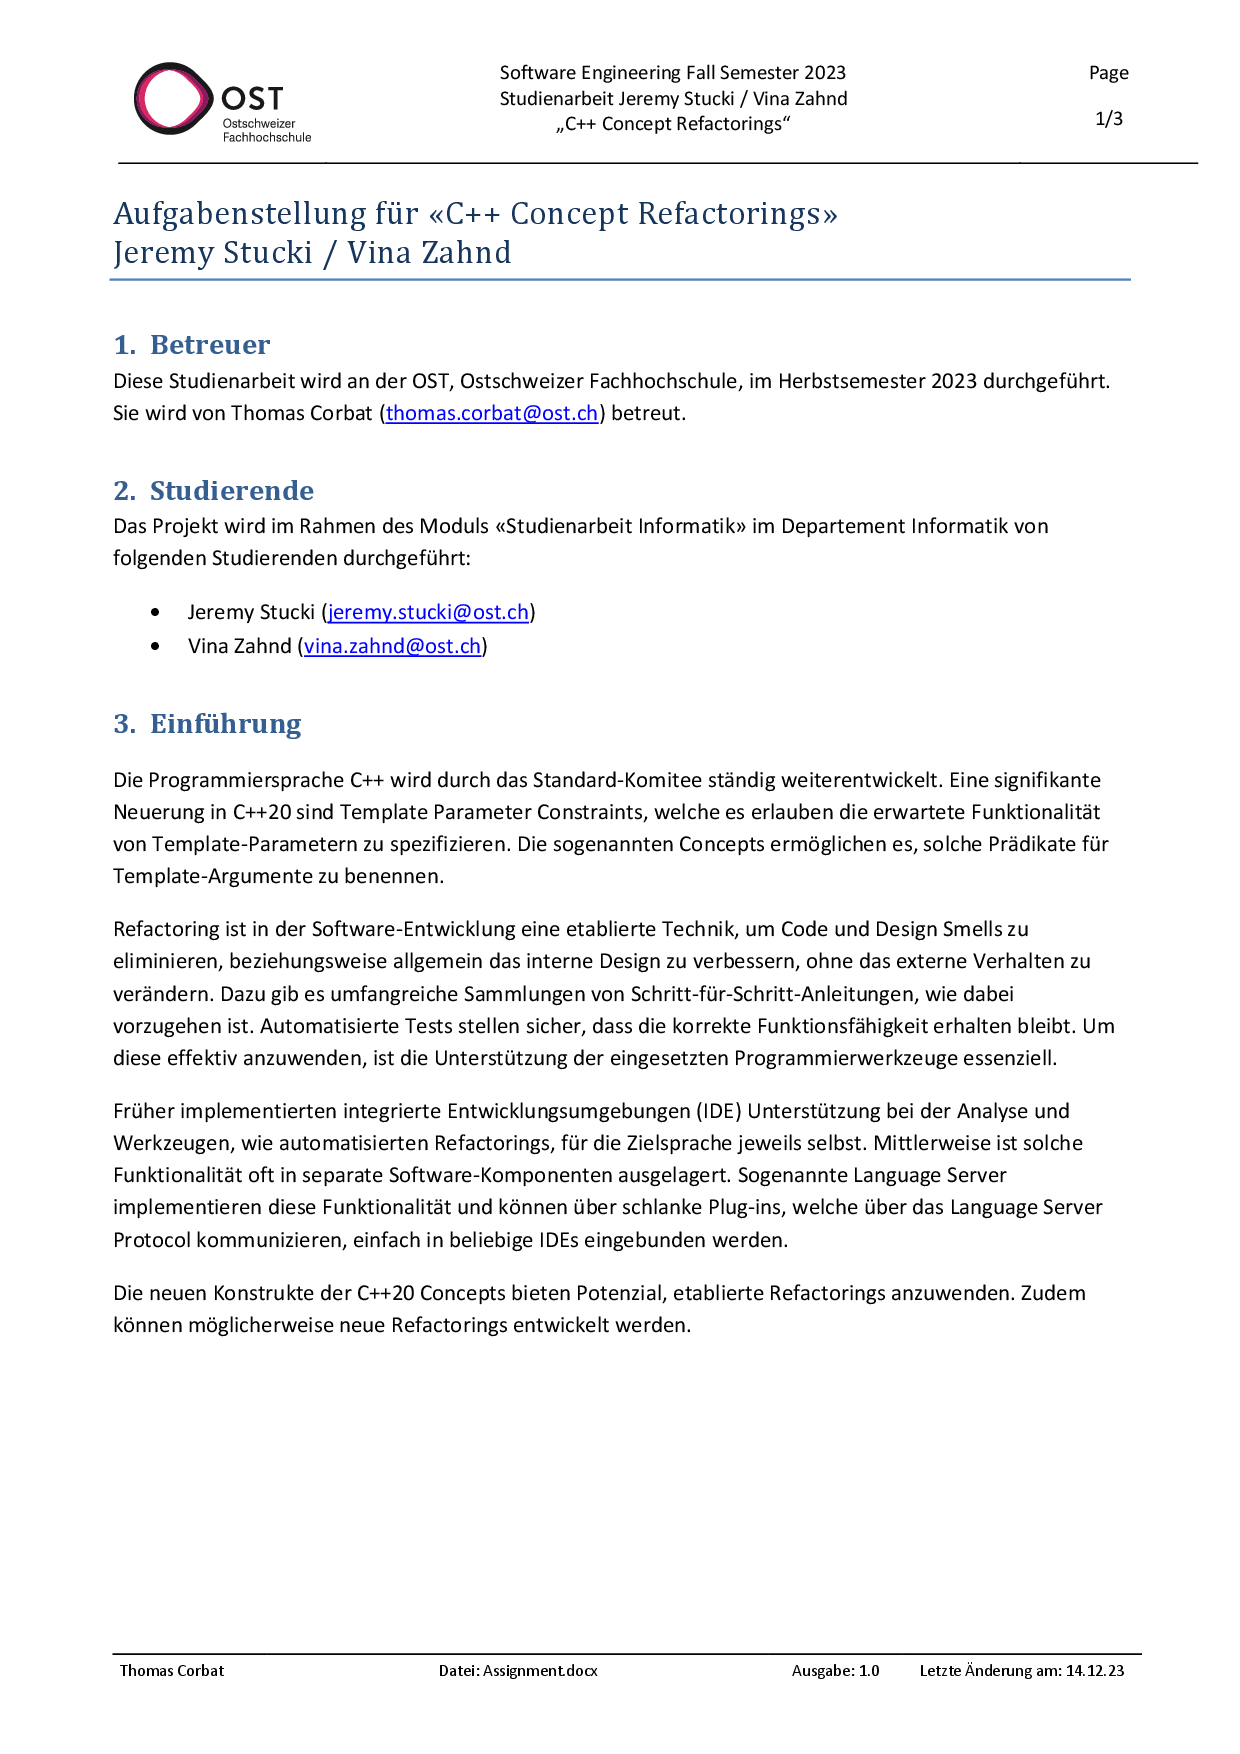 OST
Ostschweizer
Fachhochschule
Software Engineering Fall Semester 2023
Studienarbeit Jeremy Stucki / Vina Zahnd
„C++ Concept Refactorings“
Page
1/3
Aufgabenstellung für «C++ Concept Refactorings»
Jeremy Stucki / Vina Zahnd
1. Betreuer
Diese Studienarbeit wird an der OST, Ostschweizer Fachhochschule, im Herbstsemester 2023 durchgeführt.
Sie wird von Thomas Corbat (thomas.corbat@ost.ch) betreut.
2. Studierende
Das Projekt wird im Rahmen des Moduls «Studienarbeit Informatik» im Departement Informatik von
folgenden Studierenden durchgeführt:
• Jeremy Stucki (jeremy.stucki@ost.ch)
• Vina Zahnd (vina.zahnd@ost.ch)
3. Einführung
Die Programmiersprache C++ wird durch das Standard-Komitee ständig weiterentwickelt. Eine signifikante
Neuerung in C++20 sind Template Parameter Constraints, welche es erlauben die erwartete Funktionalität
von Template-Parametern zu spezifizieren. Die sogenannten Concepts ermöglichen es, solche Prädikate für
Template-Argumente zu benennen.
Refactoring ist in der Software-Entwicklung eine etablierte Technik, um Code und Design Smells zu
eliminieren, beziehungsweise allgemein das interne Design zu verbessern, ohne das externe Verhalten zu
verändern. Dazu gib es umfangreiche Sammlungen von Schritt-für-Schritt-Anleitungen, wie dabei
vorzugehen ist. Automatisierte Tests stellen sicher, dass die korrekte Funktionsfähigkeit erhalten bleibt. Um
diese effektiv anzuwenden, ist die Unterstützung der eingesetzten Programmierwerkzeuge essenziell.
Früher implementierten integrierte Entwicklungsumgebungen (IDE) Unterstützung bei der Analyse und
Werkzeugen, wie automatisierten Refactorings, für die Zielsprache jeweils selbst. Mittlerweise ist solche
Funktionalität oft in separate Software-Komponenten ausgelagert. Sogenannte Language Server
implementieren diese Funktionalität und können über schlanke Plug-ins, welche über das Language Server
Protocol kommunizieren, einfach in beliebige IDEs eingebunden werden.
Die neuen Konstrukte der C++20 Concepts bieten Potenzial, etablierte Refactorings anzuwenden. Zudem
können möglicherweise neue Refactorings entwickelt werden.
Thomas Corbat Datei: Assignment.docx Ausgabe: 1.0 Letzte Änderung am: 14.12.23